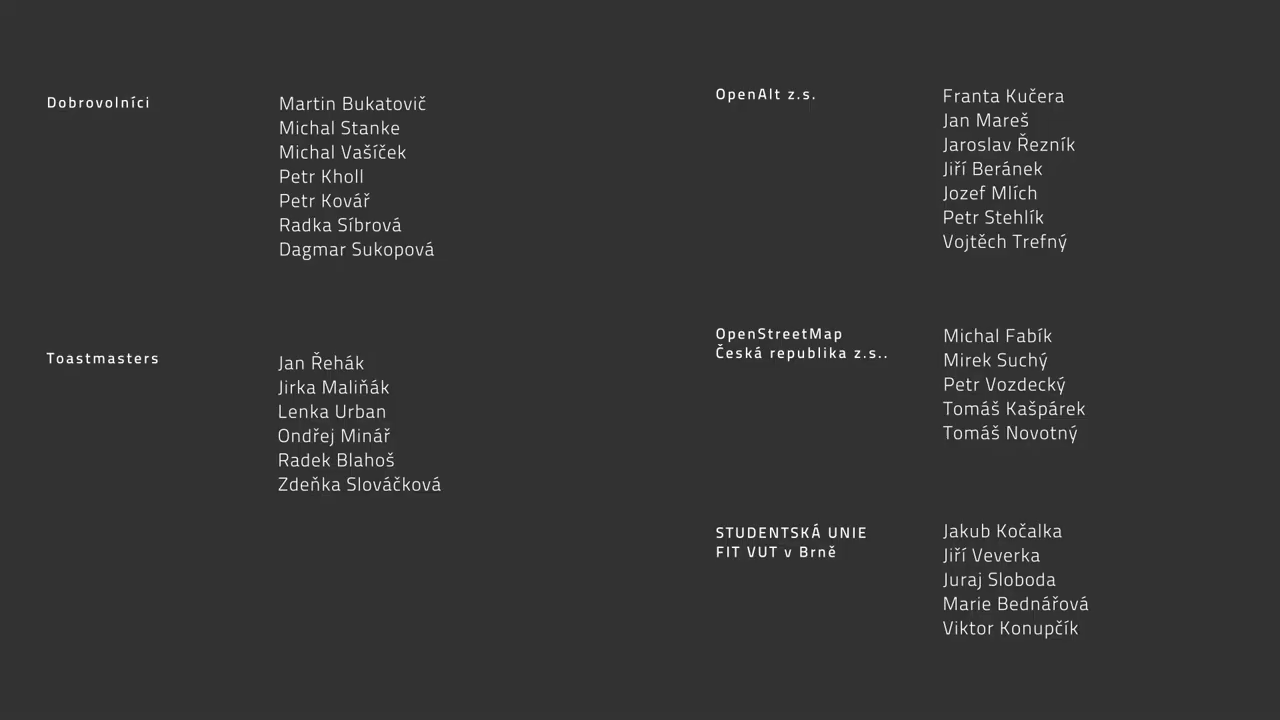 Dobrovolníci
Martin Bukatovič
Michal Stanke
Michal Vašíček
Petr Kholl
Petr Kovář
Radka Síbrová
Dagmar Sukopová
Toastmasters
Jan Řehák
Jirka Maliňák
Lenka Urban
Ondřej Minář
Radek Blahoš
Zdeňka Slováčková
OpenAlt z.s.
Franta Kučera
Jan Mareš
Jaroslav Řezník
Jiří Beránek
Jozef Mlích
Petr Stehlík
Vojtěch Trefný
OpenStreetMap
Česká republika z.s..
Michal Fabík
Mirek Suchý
Petr Vozdecký
Tomáš Kašpárek
Tomáš Novotný
STUDENTSKÁ UNIE
FIT VUT v Brně
Jakub Kočalka
Jiří Veverka
Juraj Sloboda
Marie Bednářová
Viktor Konupčík